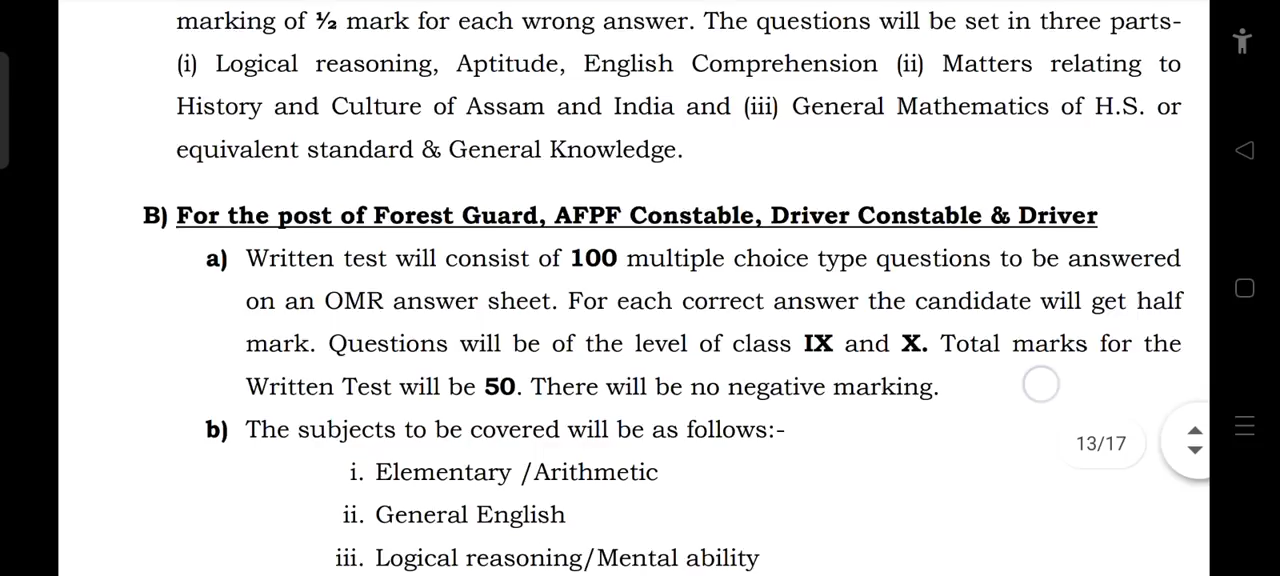 marking of ½ mark for each wrong answer. The questions will be set in three parts-
(i) Logical reasoning, Aptitude, English Comprehension (ii) Matters relating to
History and Culture of Assam and India and (iii) General Mathematics of H.S. or
equivalent standard & General Knowledge.
B) For the post of Forest Guard, AFPF Constable, Driver Constable & Driver
a) Written test will consist of 100 multiple choice type questions to be answered
on an OMR answer sheet. For each correct answer the candidate will get half
mark. Questions will be of the level of class IX and X. Total marks for the
Written Test will be 50. There will be no negative marking.
b) The subjects to be covered will be as follows:-
13/17
i. Elementary /Arithmetic
ii. General English
iii. Logical reasoning/Mental ability